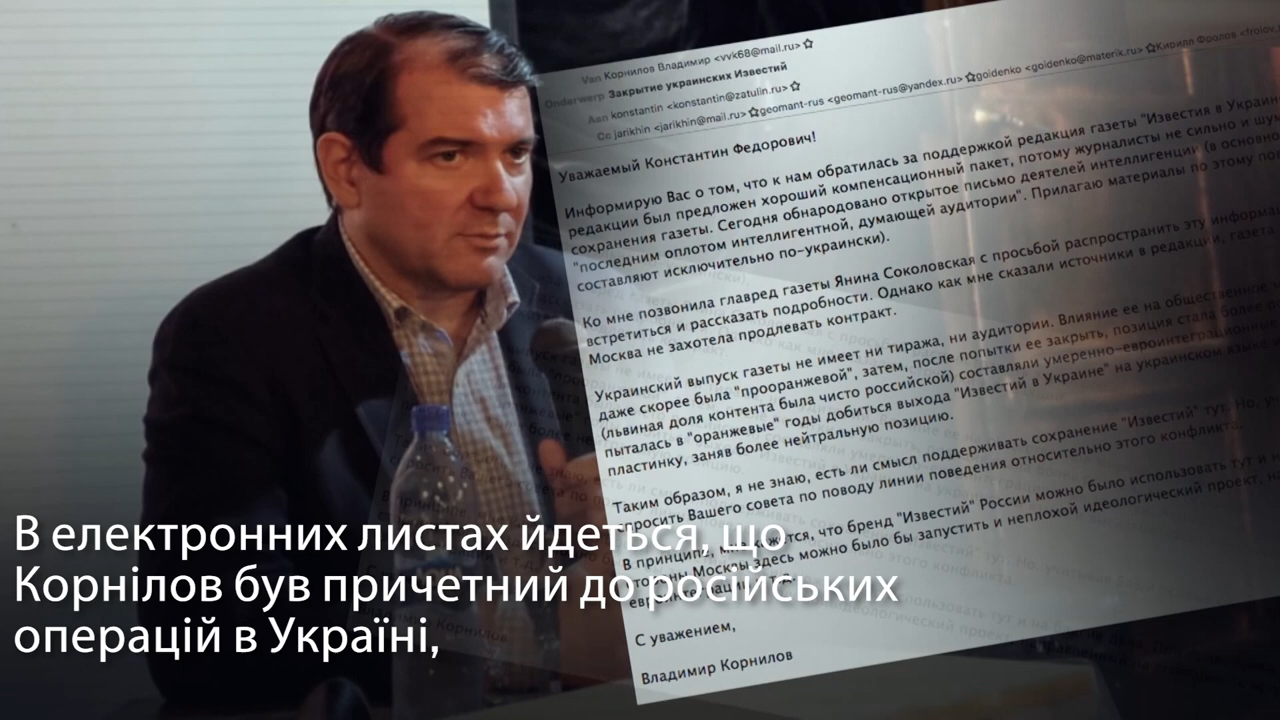 Van Корнилов Владимир <vvk68@mail.ru>
Onderwerp Закрытие украинских Известий
Aan konstantin <konstantin@zatulin.ru>
Cc jarikhin <jarikhin@mail.ru> geomant-rus <geomant-rus@yandex.ru> goidenko <goidenko@materik.ru> Кирилл Фролов
Уважаемый Константин Федорович!
Информирую Вас о том, что к нам обратилась за поддержкой редакция газеты "Известия в Украине
редакции был предложен хороший компенсационный пакет, потому журналисты не сильно и
сохранения газеты. Сегодня обнародовано открытое письмо деятелей интеллигенции (в основно
"последним оплотом интеллигентной, думающей аудитории". Прилагаю материалы по этому
составляют исключительно по-украински).
Ко мне позвонила главред газеты Янина Соколовская с просьбой распространить эту
встретиться и рассказать подробности. Однако как мне сказали источники в редакции, газета
Москва не захотела продлевать контракт.
Украинский выпуск газеты не имеет ни тиража, ни аудитории. Влияние ее на общественное
даже скорее была "прооранжевой", затем, после попытки ее закрыть, позиция стала более
(львиная доля контента была чисто российской) составляли умеренно-евроинтеграционные
пыталась в "оранжевые" годы добиться выхода "Известий в Украине" на украинском языке
пластинку, заняв более нейтральную позицию.
Таким образом, я не знаю, есть ли смысл поддерживать сохранение "Известий" тут. Но,
спросить Вашего совета по поводу линии поведения относительно этого конфликта.
В принципе, мне кажется, что бренд "Известий" России можно было использовать тут и
стороны Москвы здесь можно было бы запустить и неплохой идеологический проект,
С уважением,
Владимир Корнилов
В електронних листах йдеться, що
Корнілов був причетний до російських
операцій в Україні,